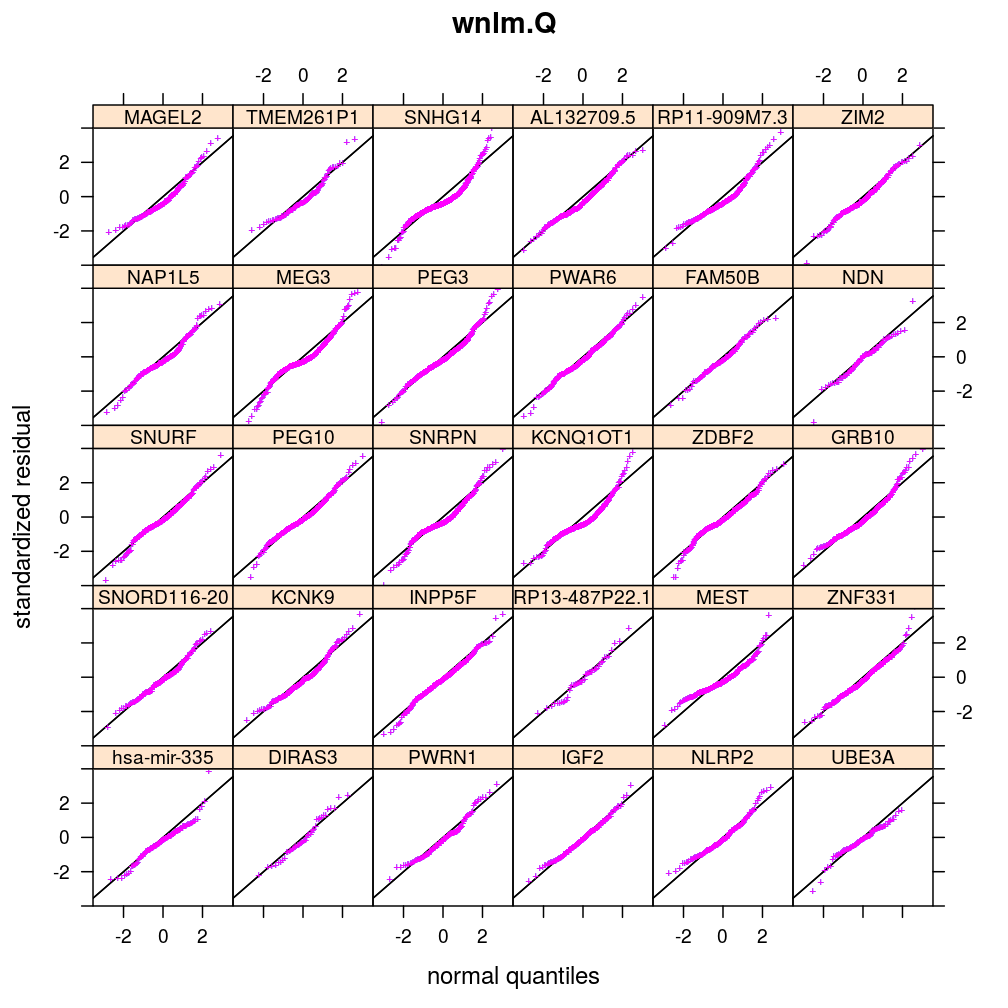 wnlm.Q
-2 0 2 -2 0 2 -2 0 2
MAGEL2 TMEM261P1 SNHG14 AL132709.5 RP11-909M7.3 ZIM2
2
0
-2
NAP1L5 MEG3 PEG3 PWAR6 FAM50B NDN
2
0
-2
SNURF PEG10 SNRPN KCNQ1OT1 ZDBF2 GRB10
2
0
-2
SNORD116-20 KCNK9 INPP5F RP13-487P22.1 MEST ZNF331
2
0
-2
hsa-mir-335 DIRAS3 PWRN1 IGF2 NLRP2 UBE3A
2
0
-2
-2 0 2 -2 0 2 -2 0 2
standardized residual
normal quantiles